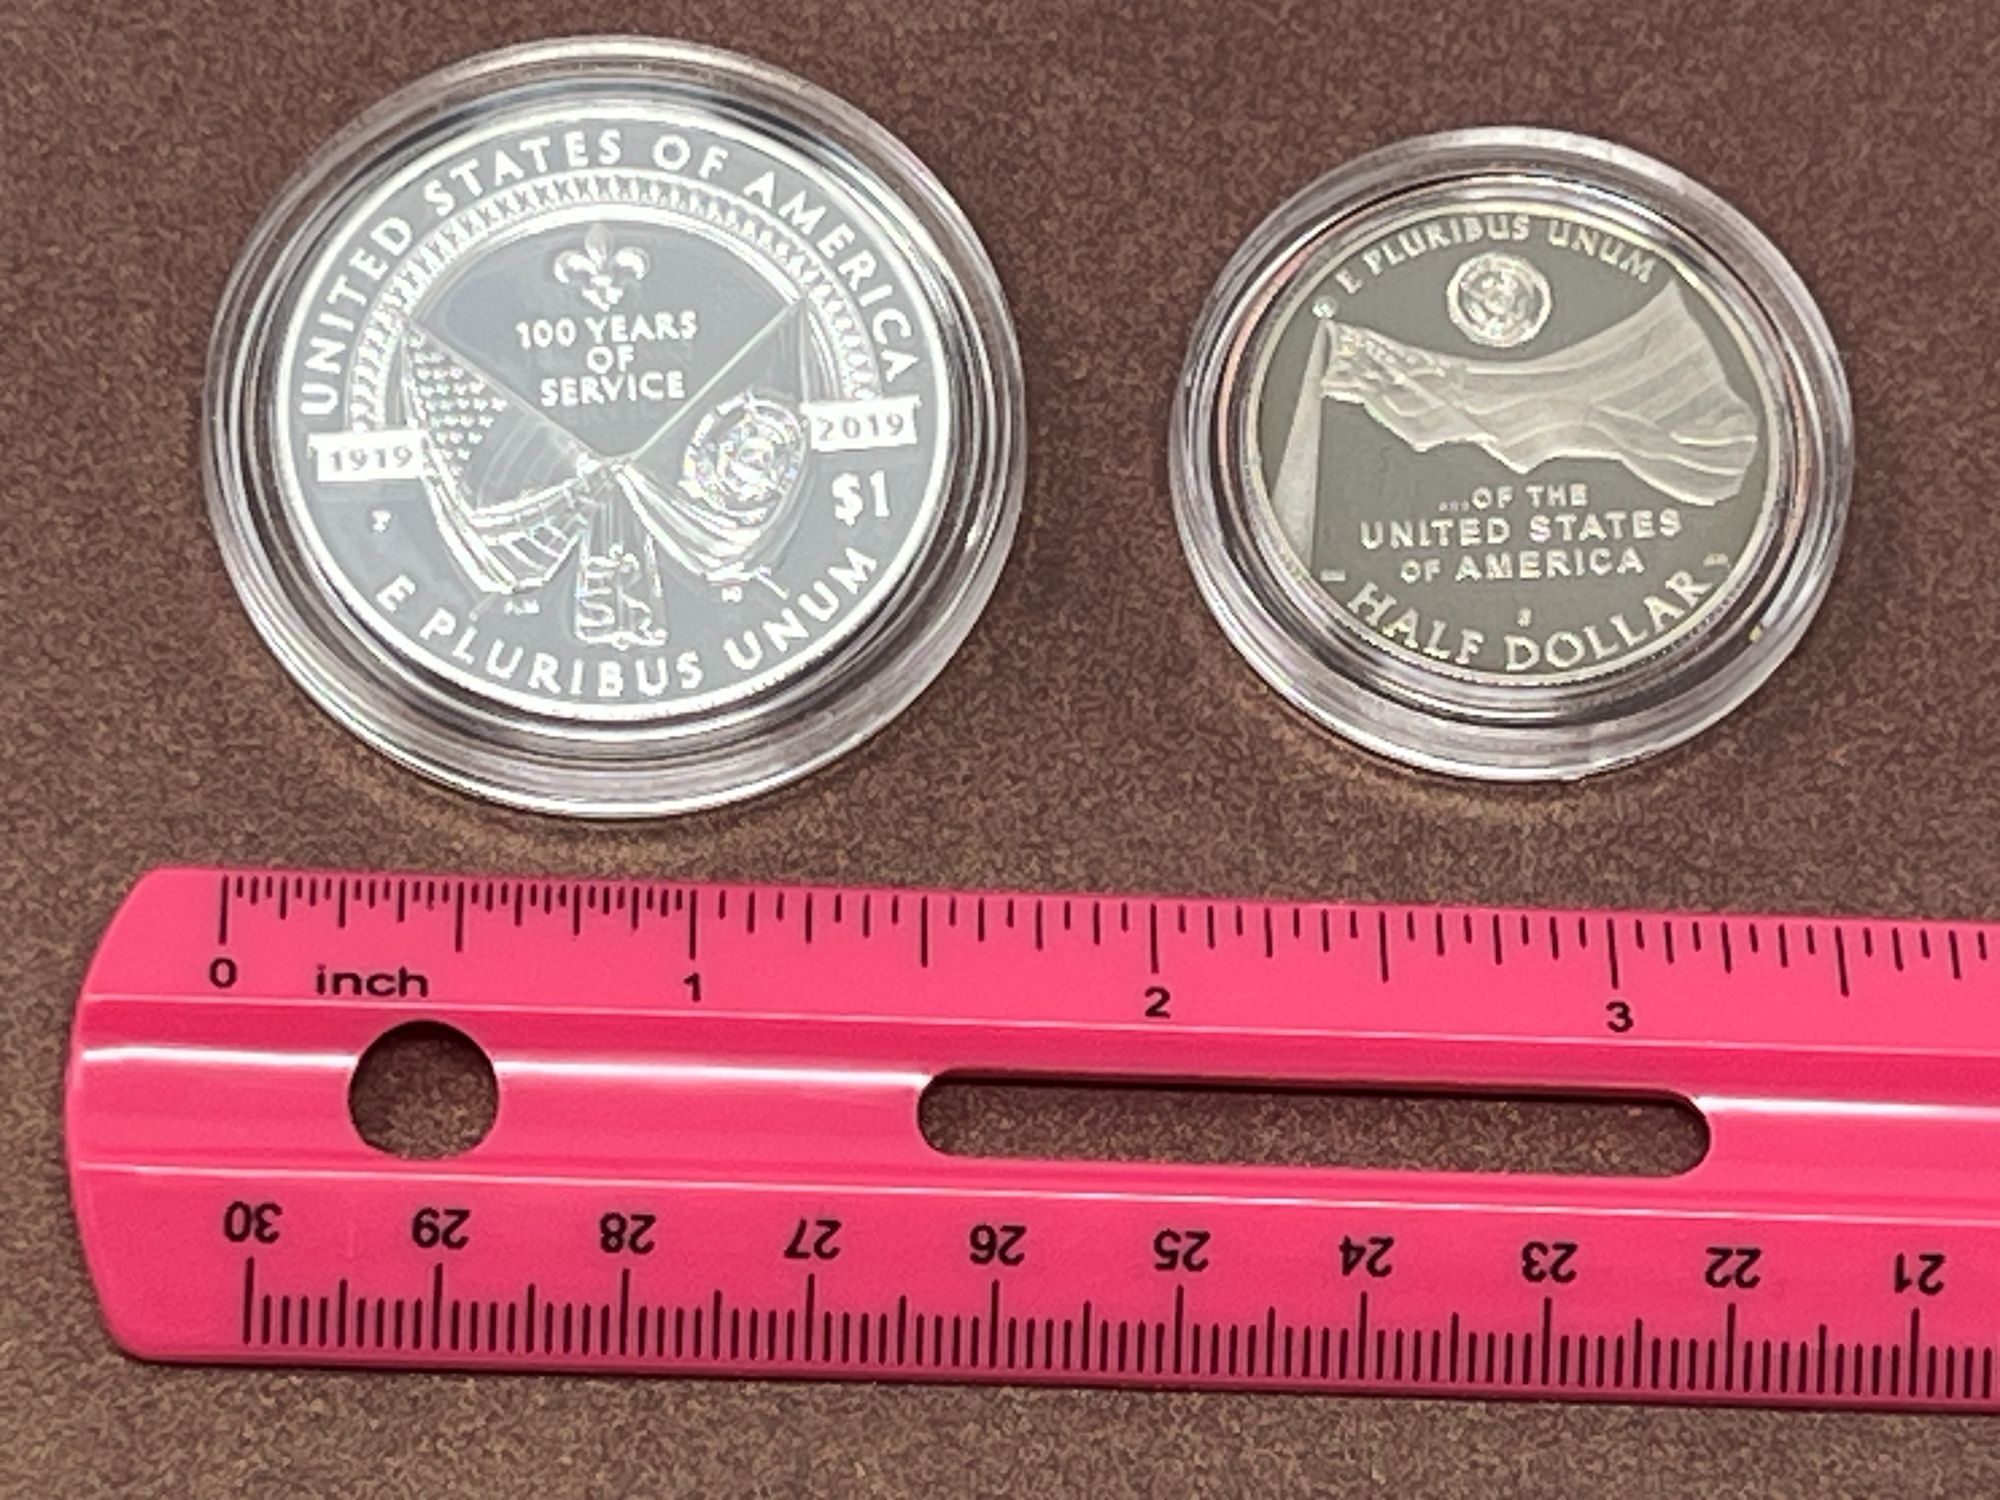 UNITED STATES OF AMERICA
100 YEARS
OF
SERVICE
1919
2019
$1
P
E PLURIBUS UNUM
E PLURIBUS UNUM
...OF THE
UNITED STATES
OF AMERICA
S
HALF DOLLAR
0 inch 1 2 3
30 29 28 27 26 25 24 23 22 21